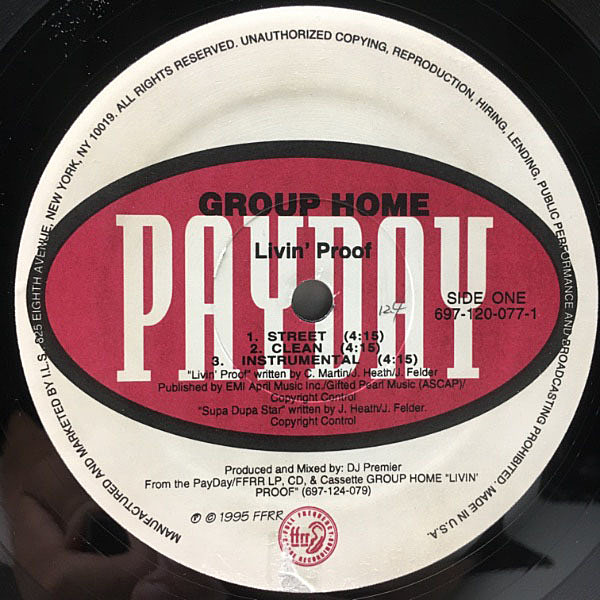 MANUFACTURED AND MARKETED BY I.L.S. 825 EIGHTH AVENUE, NEW YORK, NY 10019. ALL RIGHTS RESERVED. UNAUTHORIZED COPYING, REPRODUCTION, HIRING, LENDING, PUBLIC PERFORMANCE AND BROADCASTING PROHIBITED. MADE IN U.S.A.
GROUP HOME
PAYDAY
Livin' Proof
124
SIDE ONE
697-120-077-1
1. STREET (4:15)
2. CLEAN (4:15)
3. INSTRUMENTAL (4:15)
"Livin' Proof" written by C. Martin/J. Heath/J. Felder
Published by EMI April Music Inc./Gifted Pearl Music (ASCAP)/
Copyright Control
"Supa Dupa Star" written by J. Heath/J. Felder.
Copyright Control
Produced and Mixed by: DJ Premier
From the PayDay/FFRR LP, CD, & Cassette GROUP HOME "LIVIN'
PROOF" (697-124-079)
℗ © 1995 FFRR
ffrr
FULL FREQUENCY